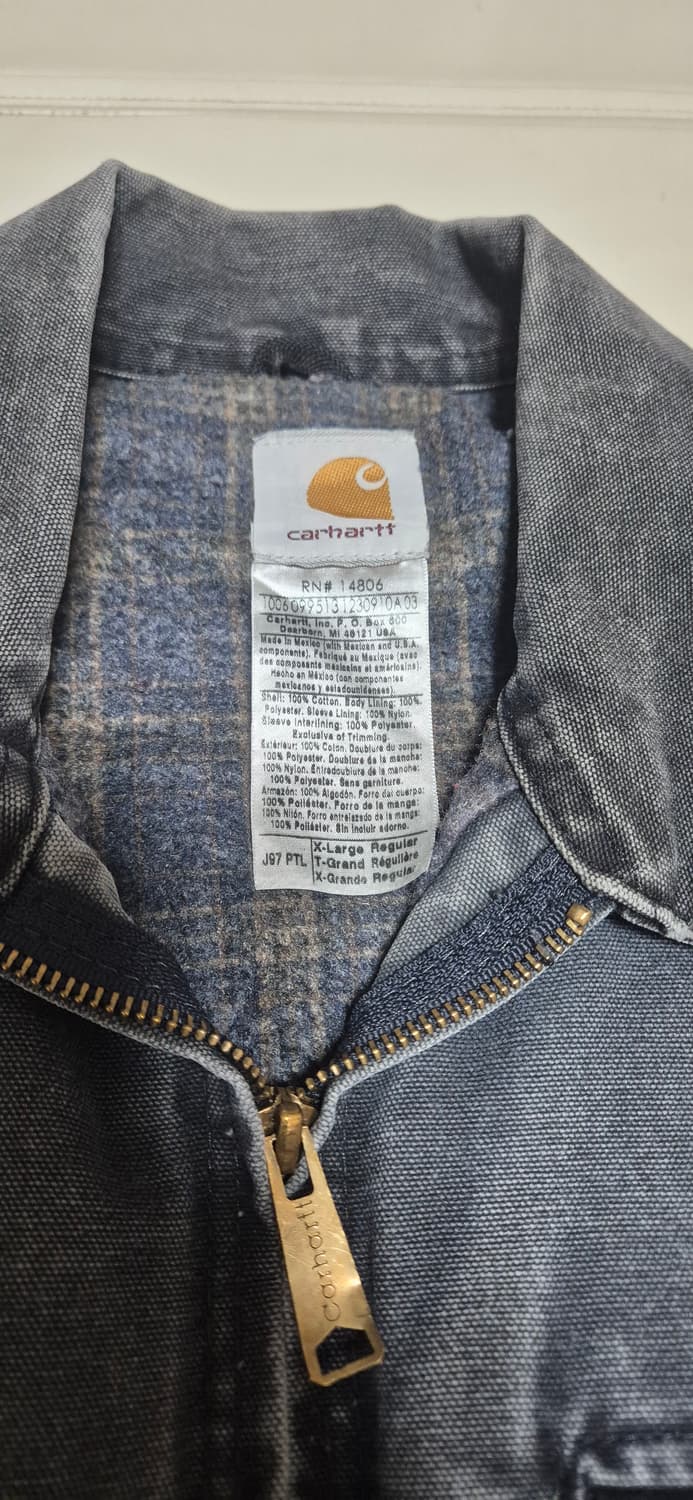 carhartt
RN# 14806
10060995131230910A03
Carhartt, Inc, P. O. Box 600
Dearborn, MI 48121 USA
Made in Mexico (with Mexican and U.S.A.
components). Fabriqué au Mexique (avec
des composants mexicains et américains).
Hecho en México (con componentes
mexicanos y estadounidenses).
Shell: 100% Cotton. Body Lining: 100%
Polyester. Sleeve Lining: 100% Nylon.
Sleeve Interlining: 100% Polyester.
Exclusive of Trimming.
Extérieur: 100% Coton. Doublure du corps:
100% Polyester. Doublure de la manche:
100% Nylon. Entredoublure de la manche:
100% Polyester. Sans garniture.
Armazón: 100% Algodón. Forro del cuerpo:
100% Poliéster. Forro de la manga:
100% Nilón. Forro entrelazado de la manga:
100% Poliéster. Sin incluir adorno.
J97 PTL
X-Large Regular
T-Grand Régulière
X-Grande Regular
carhartt